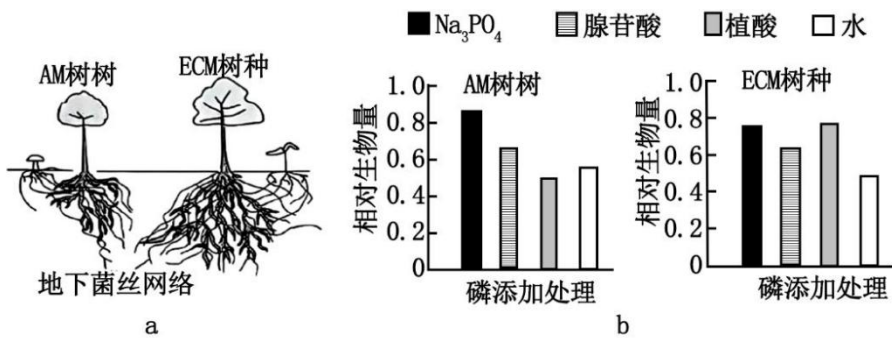 Na₃PO₄ 腺苷酸 植酸 水
AM树树 ECM树种
地下菌丝网络
a
AM树树
相对生物量
1.0
0.8
0.6
0.4
0.2
0
磷添加处理
ECM树种
相对生物量
1.0
0.8
0.6
0.4
0.2
0
磷添加处理
b